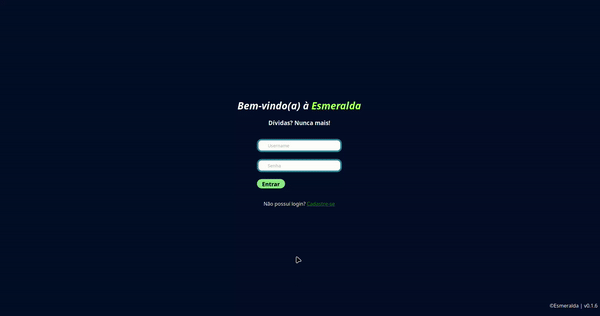 Bem-vindo(a) à Esmeralda
Dívidas? Nunca mais!
Username
Senha
Entrar
Não possui login? Cadastre-se
©Esmeralda | v0.1.6